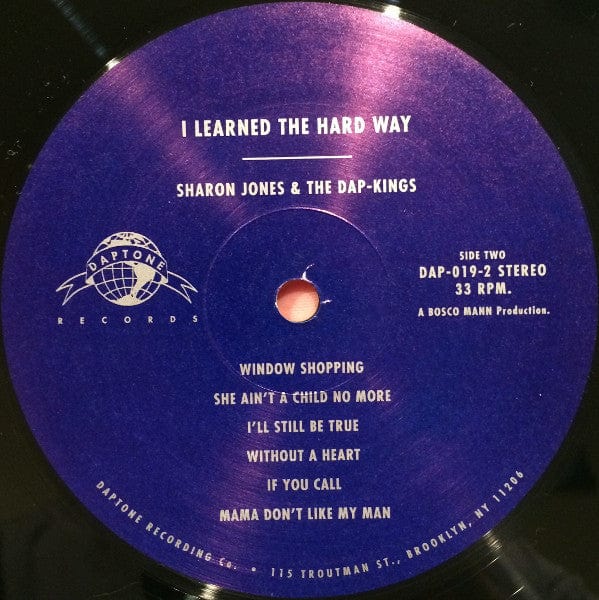 I LEARNED THE HARD WAY
SHARON JONES & THE DAP-KINGS
DAPTONE
RECORDS
SIDE TWO
DAP-019-2 STEREO
33 RPM.
A BOSCO MANN Production.
WINDOW SHOPPING
SHE AIN'T A CHILD NO MORE
I'LL STILL BE TRUE
WITHOUT A HEART
IF YOU CALL
MAMA DON'T LIKE MY MAN
DAPTONE RECORDING Co. • 115 TROUTMAN ST., BROOKLYN, NY 11206